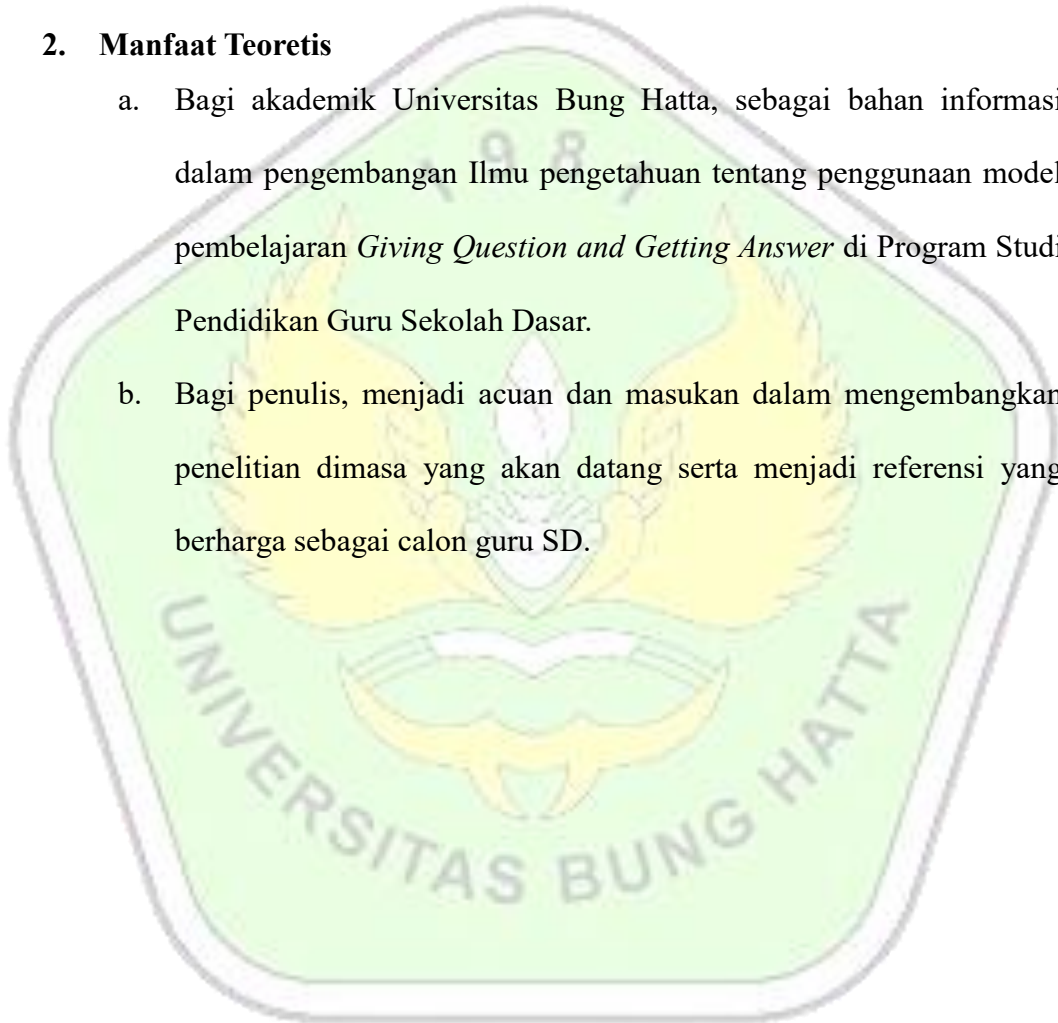 2. Manfaat Teoretis
a. Bagi akademik Universitas Bung Hatta, sebagai bahan informasi
dalam pengembangan Ilmu pengetahuan tentang penggunaan model
pembelajaran Giving Question and Getting Answer di Program Studi
Pendidikan Guru Sekolah Dasar.
b. Bagi penulis, menjadi acuan dan masukan dalam mengembangkan
penelitian dimasa yang akan datang serta menjadi referensi yang
berharga sebagai calon guru SD.
1981
UNIVERSITAS BUNG HATTA